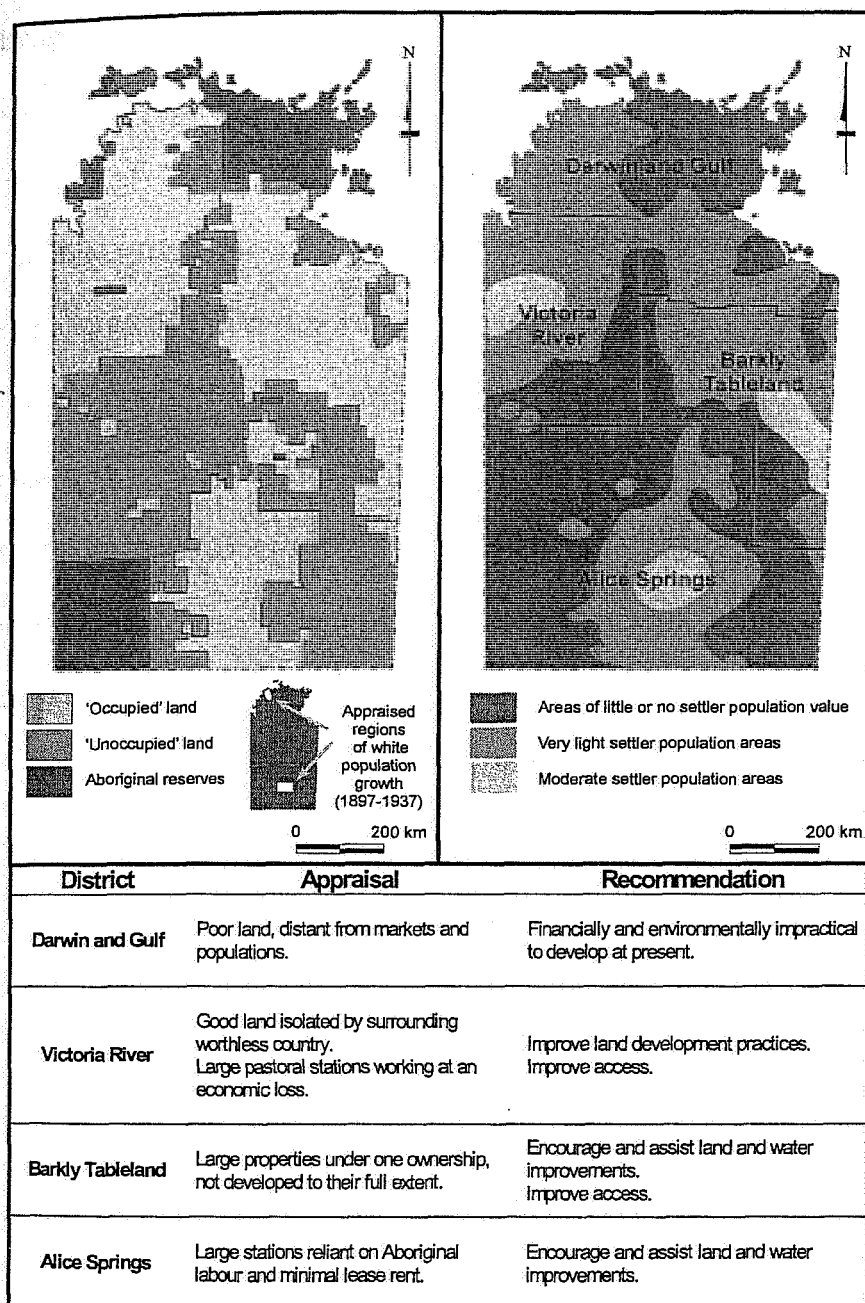 N
N
Darwin and Gulf
Victoria
River
Barkly
Tableland
Alice Springs
'Occupied' land
'Unoccupied' land
Aboriginal reserves
Appraised
regions
of white
population
growth
(1897-1937)
0 200 km
Areas of little or no settler population value
Very light settler population areas
Moderate settler population areas
0 200 km
District Appraisal Recommendation
Darwin and Gulf
Poor land, distant from markets and
populations.
Financially and environmentally impractical
to develop at present.
Victoria River
Good land isolated by surrounding
worthless country.
Large pastoral stations working at an
economic loss.
Improve land development practices.
Improve access.
Barkly Tableland
Large properties under one ownership,
not developed to their full extent.
Encourage and assist land and water
improvements.
Improve access.
Alice Springs
Large stations reliant on Aboriginal
labour and minimal lease rent.
Encourage and assist land and water
improvements.